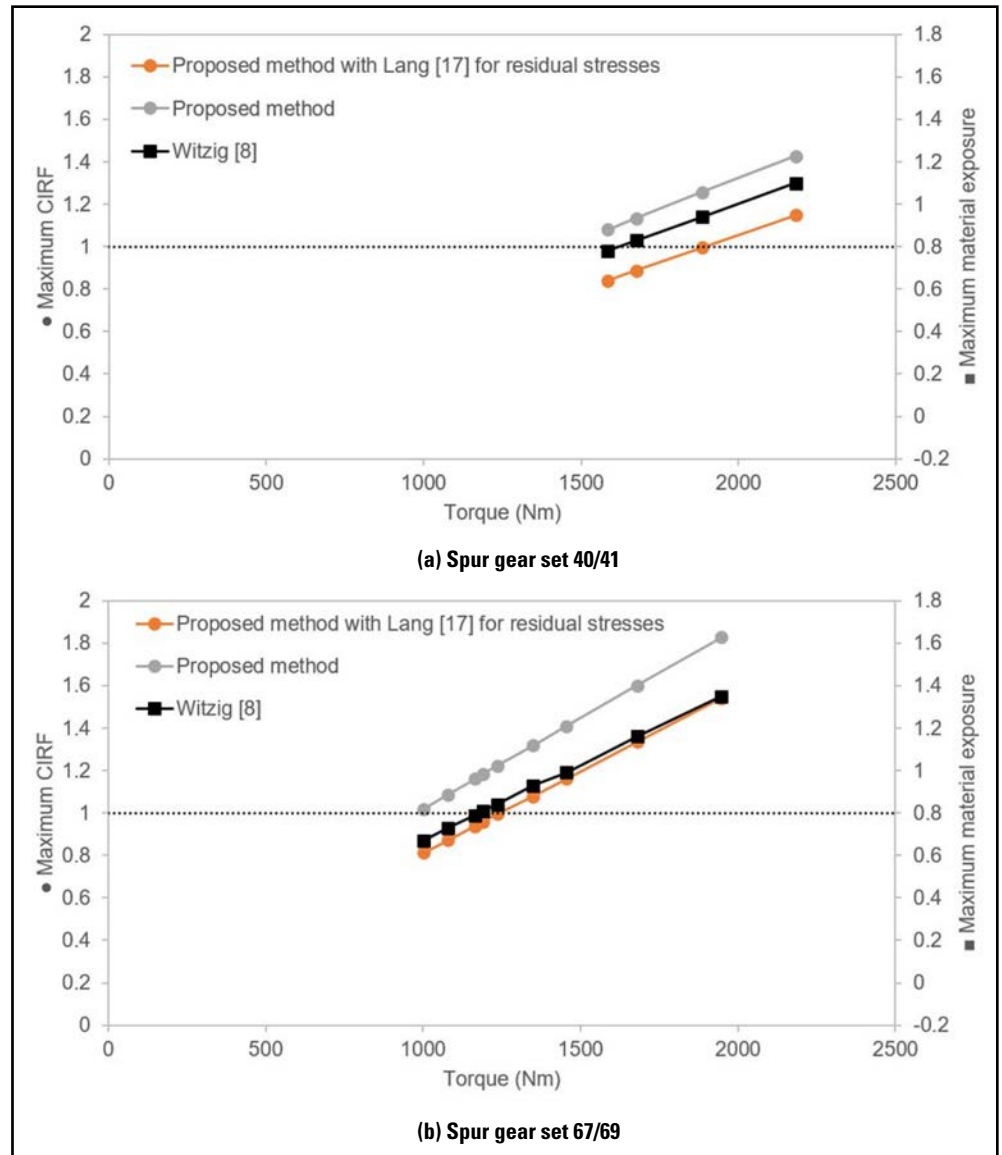 2
1.8
1.6
1.4
1.2
1
0.8
0.6
0.4
0.2
0
● Maximum CIRF
Proposed method with Lang [17] for residual stresses
Proposed method
Witzig [8]
1.8
1.6
1.4
1.2
1
0.8
0.6
0.4
0.2
0
-0.2
■ Maximum material exposure
0 500 1000 1500 2000 2500
Torque (Nm)
(a) Spur gear set 40/41
2
1.8
1.6
1.4
1.2
1
0.8
0.6
0.4
0.2
0
● Maximum CIRF
Proposed method with Lang [17] for residual stresses
Proposed method
Witzig [8]
1.8
1.6
1.4
1.2
1
0.8
0.6
0.4
0.2
0
-0.2
■ Maximum material exposure
0 500 1000 1500 2000 2500
Torque (Nm)
(b) Spur gear set 67/69